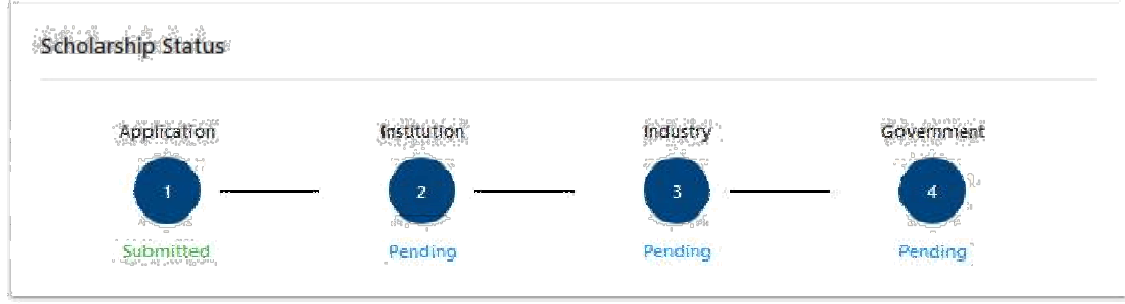 Scholarship Status
Application Institution Industry Government
1 2 3 4
Submitted Pending Pending Pending